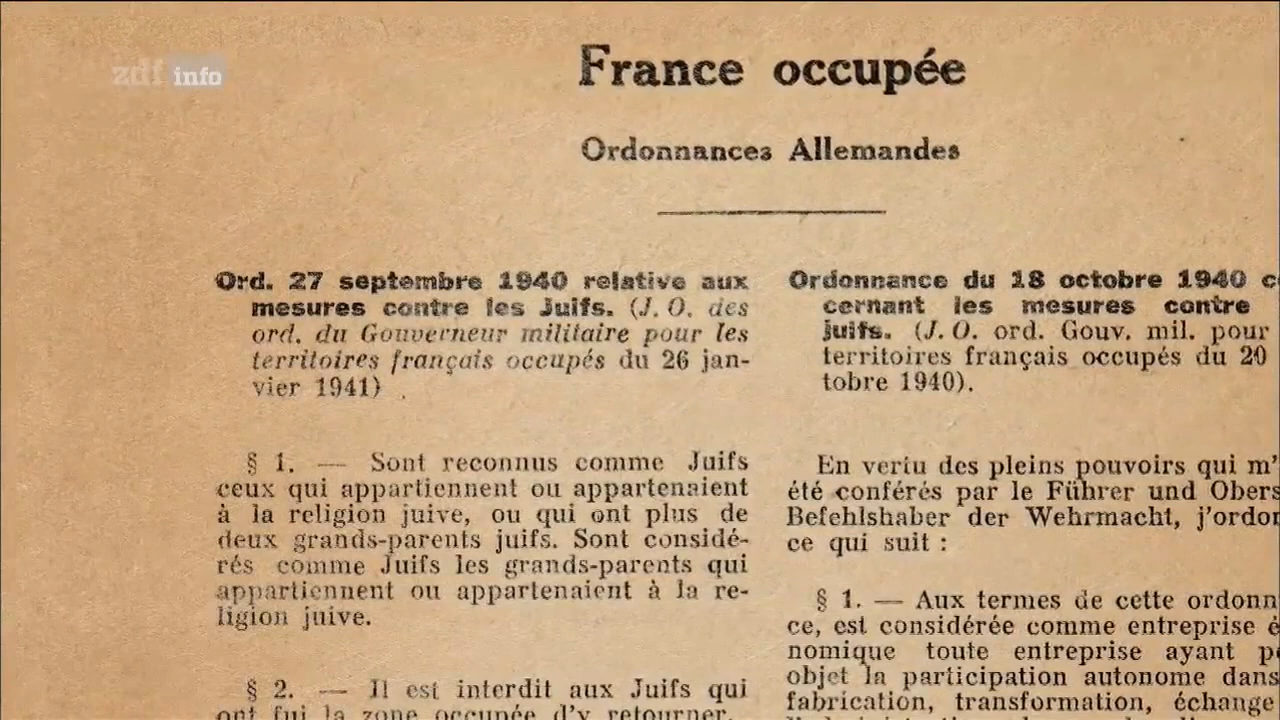 zdf info
France occupée
Ordonnances Allemandes
Ord. 27 septembre 1940 relative aux
mesures contre les Juifs. (J. O. des
ord. du Gouverneur militaire pour les
territoires français occupés du 26 jan-
vier 1941)
§ 1. — Sont reconnus comme Juifs
ceux qui appartiennent ou appartenaient
à la religion juive, ou qui ont plus de
deux grands-parents juifs. Sont considé-
rés comme Juifs les grands-parents qui
appartiennent ou appartenaient à la re-
ligion juive.
§ 2. — Il est interdit aux Juifs qui
ont fui la zone occupée d'y retourner.
Ordonnance du 18 octobre 1940 c
cernant les mesures contre
juifs. (J. O. ord. Gouv. mil. pour
territoires français occupés du 20
tobre 1940).
En vertu des pleins pouvoirs qui m'
été conférés par le Führer und Obers
Befehlshaber der Wehrmacht, j'ordon
ce qui suit :
§ 1. — Aux termes de cette ordonn
ce, est considérée comme entreprise é
nomique toute entreprise ayant p
objet la participation autonome dans
fabrication, transformation, échange